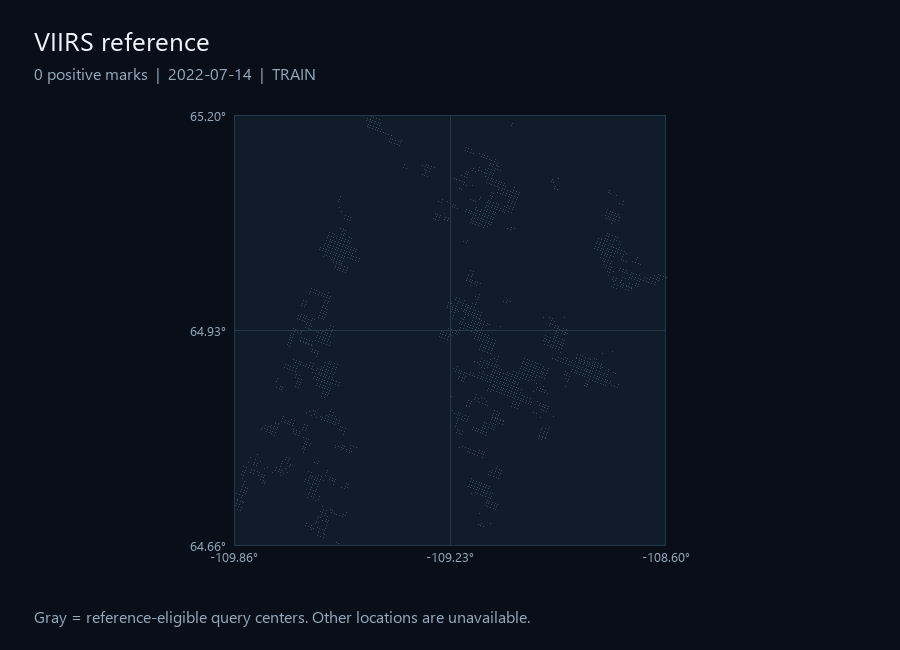 VIIRS reference
0 positive marks | 2022-07-14 | TRAIN
65.20°
64.93°
64.66°
-109.86°
-109.23°
-108.60°
Gray = reference-eligible query centers. Other locations are unavailable.